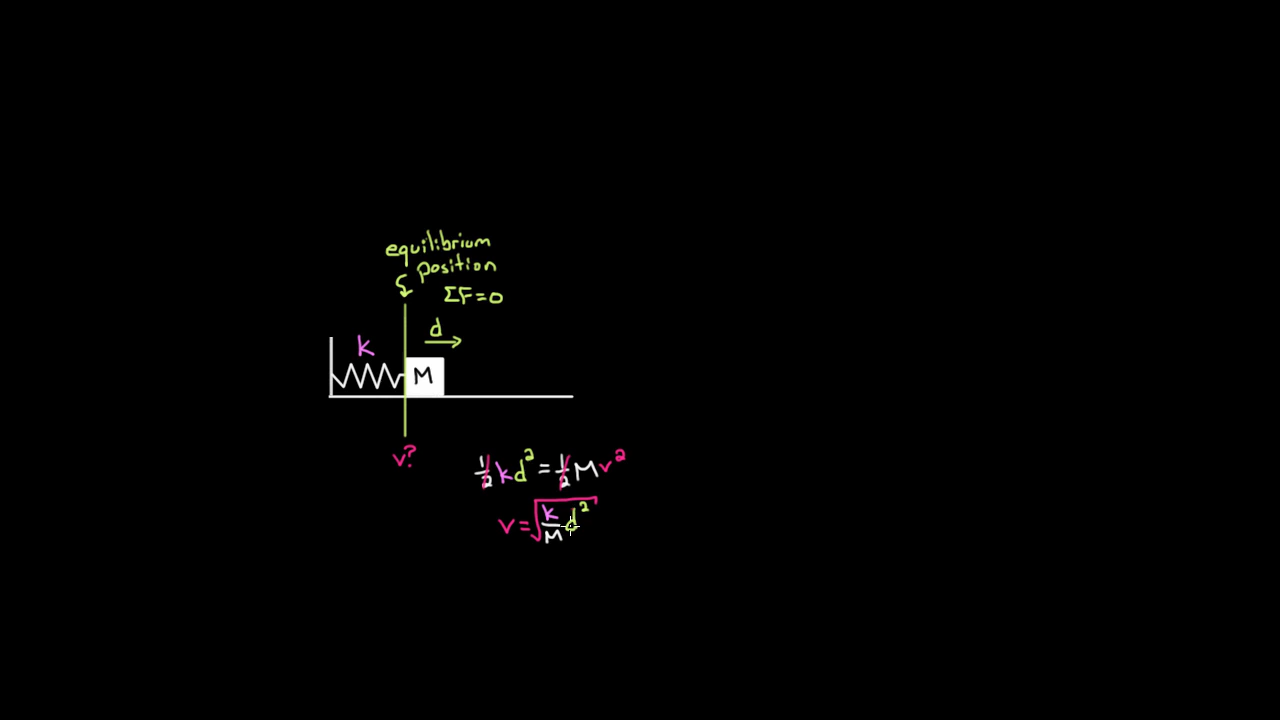 equilibrium
position
ΣF=0
d
k
M
v?
½kd²=½Mv²
v=√(k/M d²)